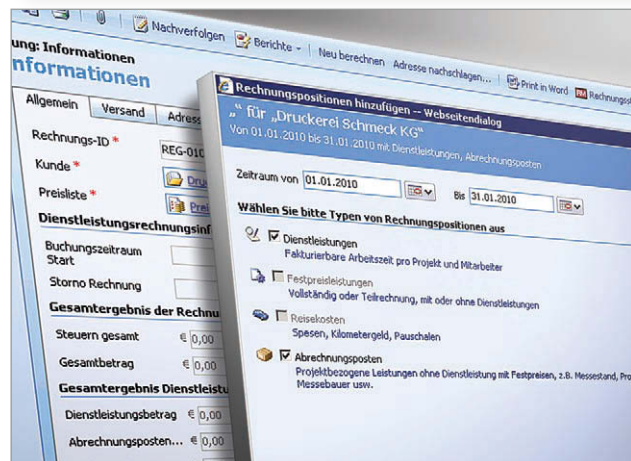 Nachverfolgen Berichte Neu berechnen Adresse nachschlagen... Print in Word
ung: Informationen
nformationen
Allgemein Versand
Rechnungs-ID *
REG-010
Kunde *
Preisliste *
Buchungszeitraum
Start
Storno Rechnung
Gesamtergebnis der Rechnu
Steuern gesamt € 0,00
Gesamtbetrag € 0,00
Gesamtergebnis Dienstleistu
Dienstleistungsbetrag € 0,00
Abrechnungsposten... € 0,00
Rechnungspositionen hinzufügen -- Webseitendialog
„“ für „Druckerei Schmeck KG“
Von 01.01.2010 bis 31.01.2010 mit Dienstleistungen, Abrechnungsposten
Zeitraum von 01.01.2010 Bis 31.01.2010
Wählen Sie bitte Typen von Rechnungspositionen aus
Dienstleistungen
Fakturierbare Arbeitszeit pro Projekt und Mitarbeiter
Festpreisleistungen
Vollständig oder Teilrechnung, mit oder ohne Dienstleistungen
Reisekosten
Spesen, Kilometergeld, Pauschalen
Abrechnungsposten
Projektbezogene Leistungen ohne Dienstleistung mit Festpreisen, z.B. Messestand, Pro
Messebauer usw.